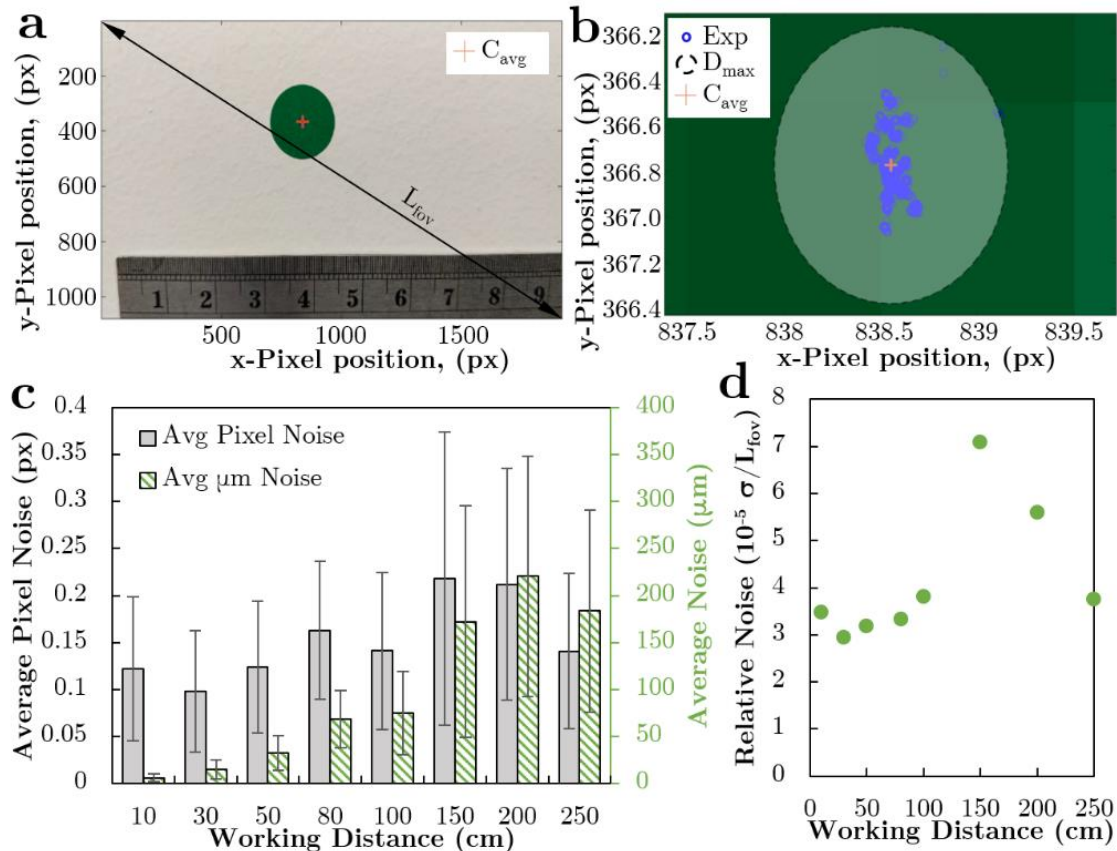 a
C_avg
L_fov
200
400
600
800
1000
y-Pixel position, (px)
1 2 3 4 5 6 7 8 9
500 1000 1500
x-Pixel position, (px)
b
Exp
D_max
C_avg
366.2
366.4
366.6
366.8
367.0
367.2
366.4
y-Pixel position, (px)
837.5 838 838.5 839 839.5
x-Pixel position, (px)
c
Avg Pixel Noise
Avg μm Noise
0.4
0.35
0.3
0.25
0.2
0.15
0.1
0.05
0
Average Pixel Noise (px)
400
350
300
250
200
150
100
50
0
Average Noise (μm)
10 30 50 80 100 150 200 250
Working Distance (cm)
d
8
7
6
5
4
3
2
1
0
Relative Noise (10⁻⁵ σ/L_fov)
0 50 100 150 200 250
Working Distance (cm)